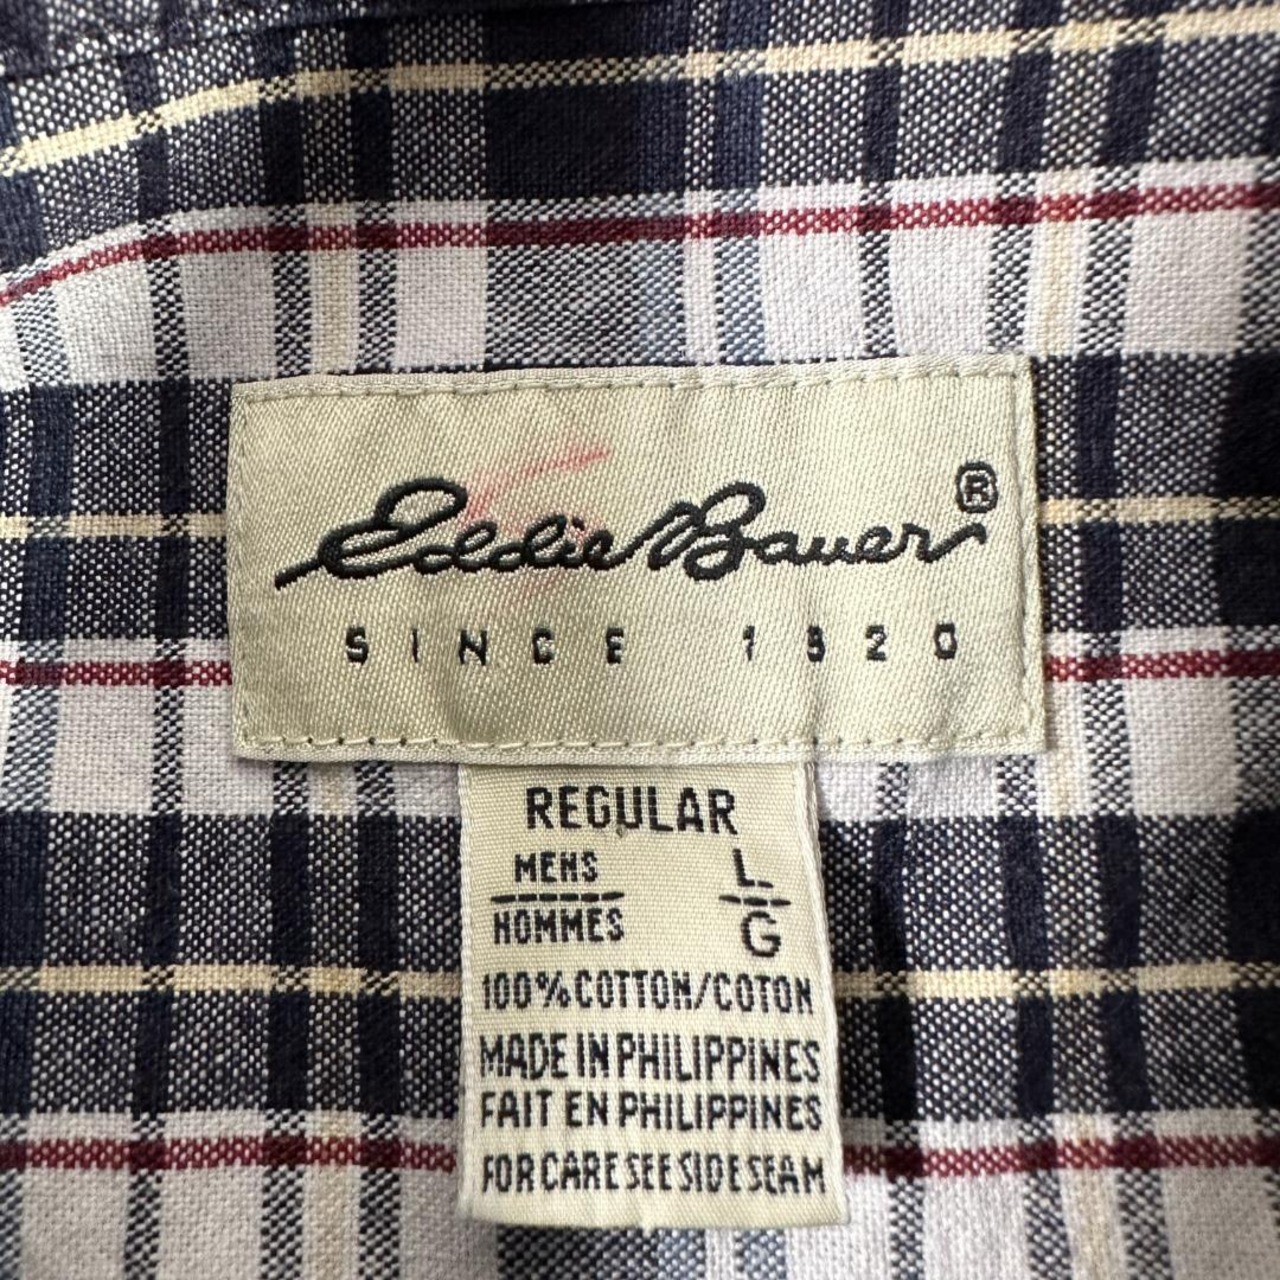 Eddie Bauer®
SINCE 1920
REGULAR
MENS L
HOMMES G
100% COTTON/COTON
MADE IN PHILIPPINES
FAIT EN PHILIPPINES
FOR CARE SEE SIDE SEAM